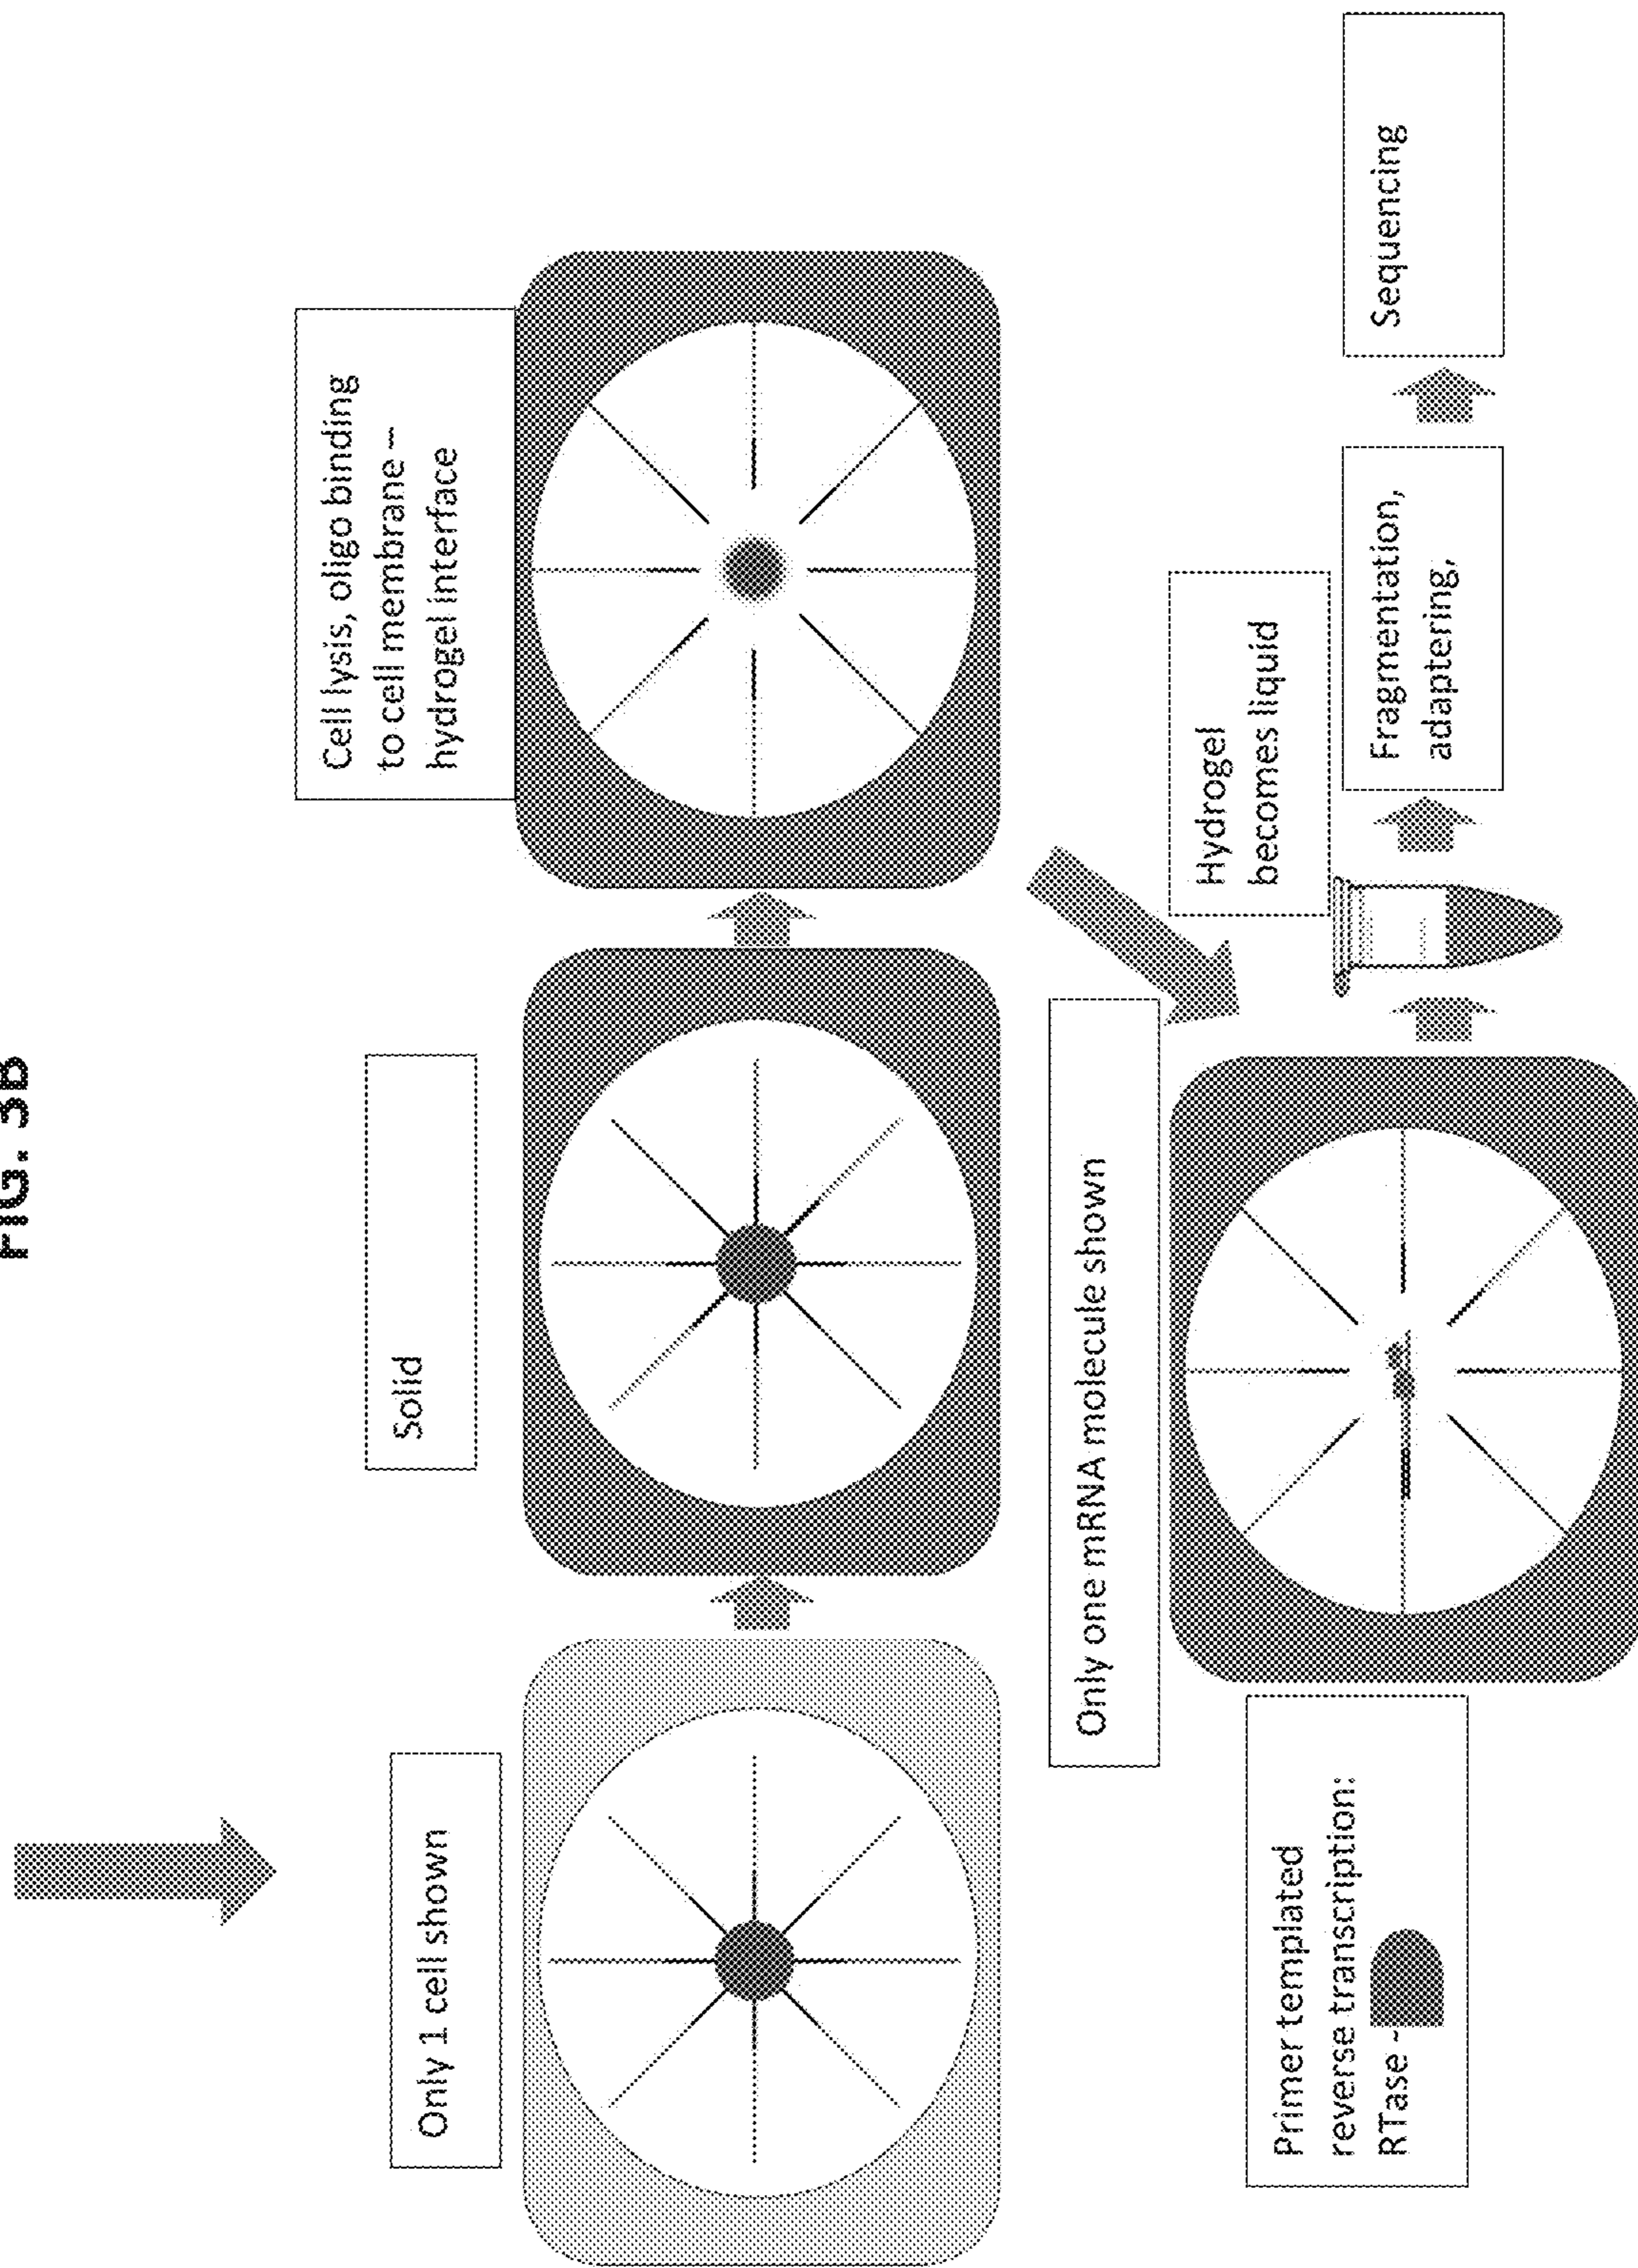 FIG. 3B
Only 1 cell shown
Solid
Cell lysis, oligo binding
to cell membrane –
hydrogel interface
Only one mRNA molecule shown
Primer templated
reverse transcription:
RTase -
Hydrogel
becomes liquid
Fragmentation,
adaptering,
Sequencing